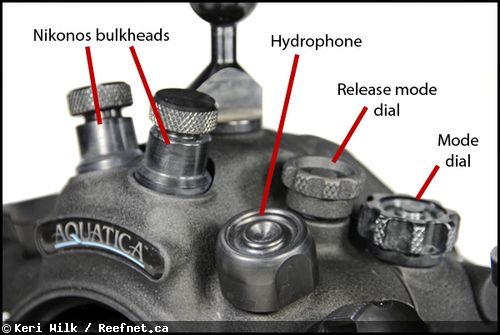 Nikonos bulkheads
Hydrophone
Release mode
dial
Mode
dial
AQUATICA
© Keri Wilk / Reefnet.ca